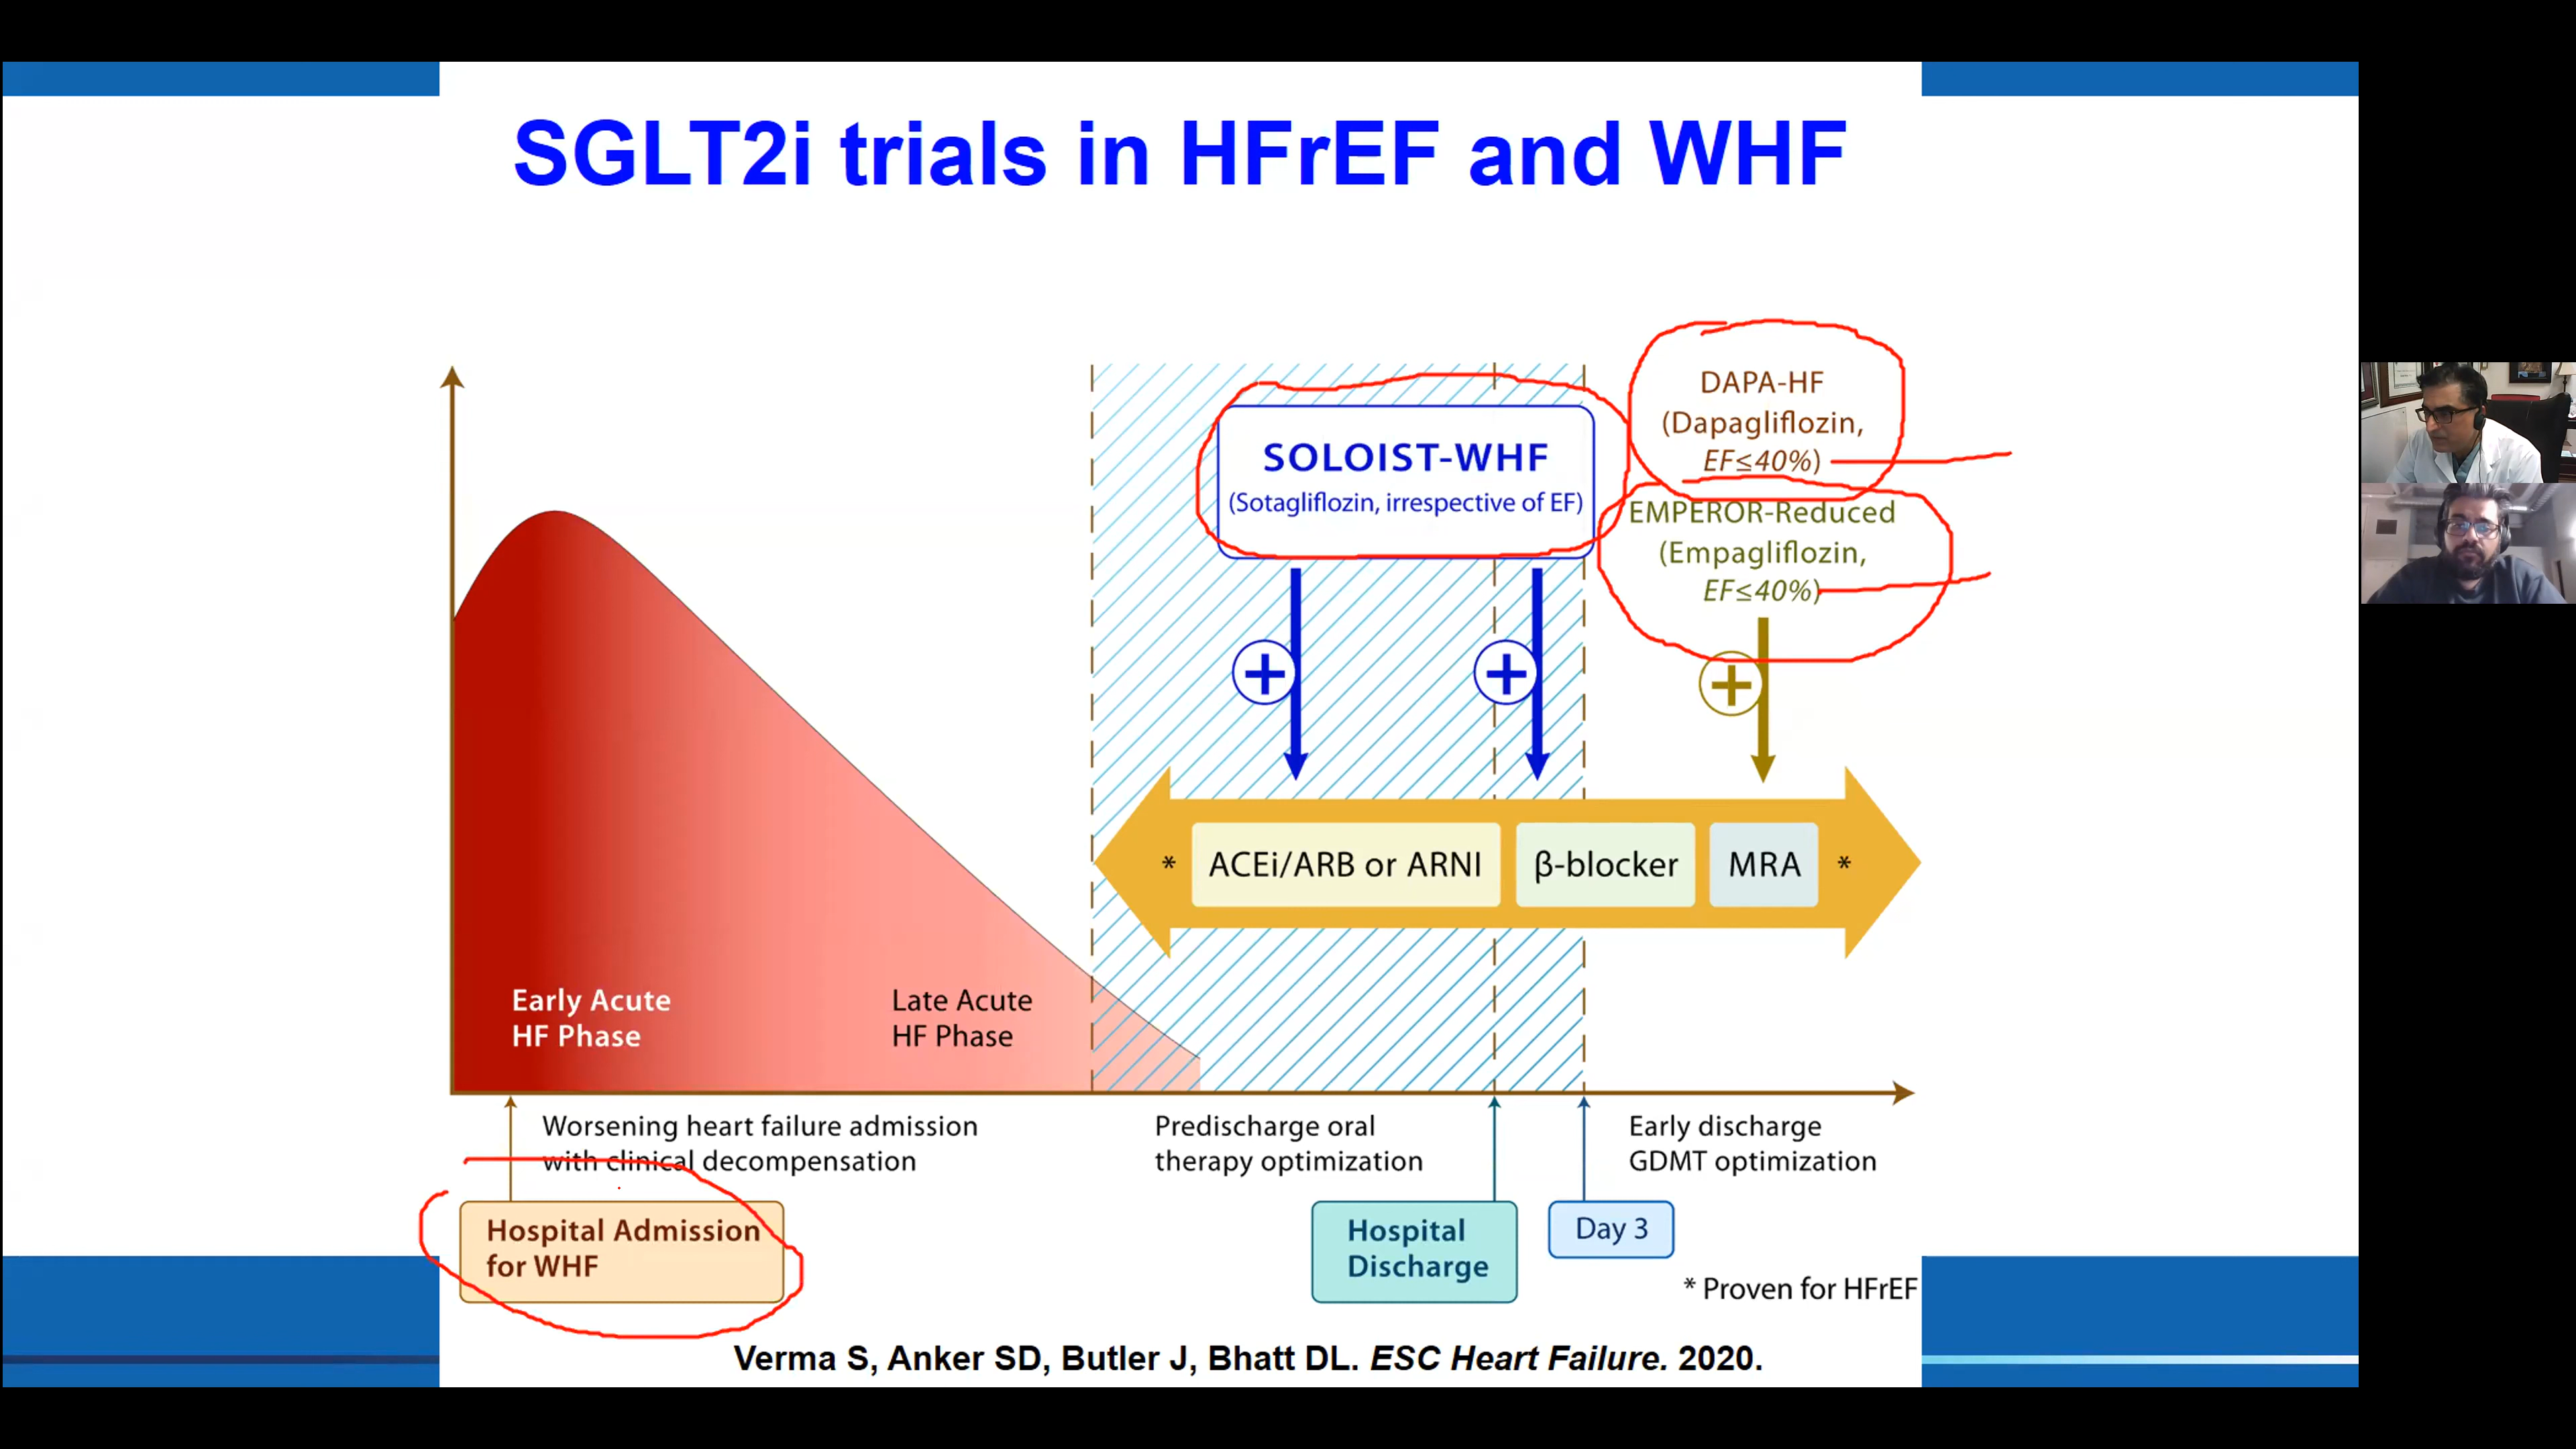 SGLT2i trials in HFrEF and WHF
SOLOIST-WHF
(Sotagliflozin, irrespective of EF)
DAPA-HF
(Dapagliflozin,
EF≤40%)
EMPEROR-Reduced
(Empagliflozin,
EF≤40%)
+
+
+
* ACEi/ARB or ARNI β-blocker MRA *
Early Acute
HF Phase
Late Acute
HF Phase
Worsening heart failure admission
with clinical decompensation
Predischarge oral
therapy optimization
Early discharge
GDMT optimization
Hospital Admission
for WHF
Hospital
Discharge
Day 3
* Proven for HFrEF
Verma S, Anker SD, Butler J, Bhatt DL. ESC Heart Failure. 2020.